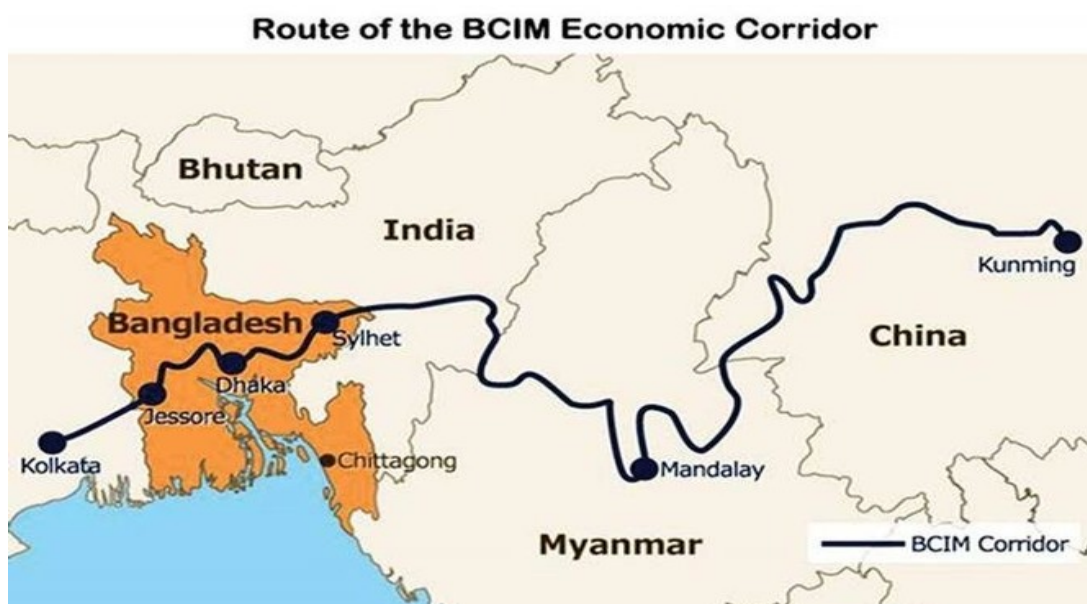 Route of the BCIM Economic Corridor
Bhutan
India
Kunming
Bangladesh
Sylhet
China
Dhaka
Jessore
Kolkata
Chittagong
Mandalay
Myanmar
BCIM Corridor